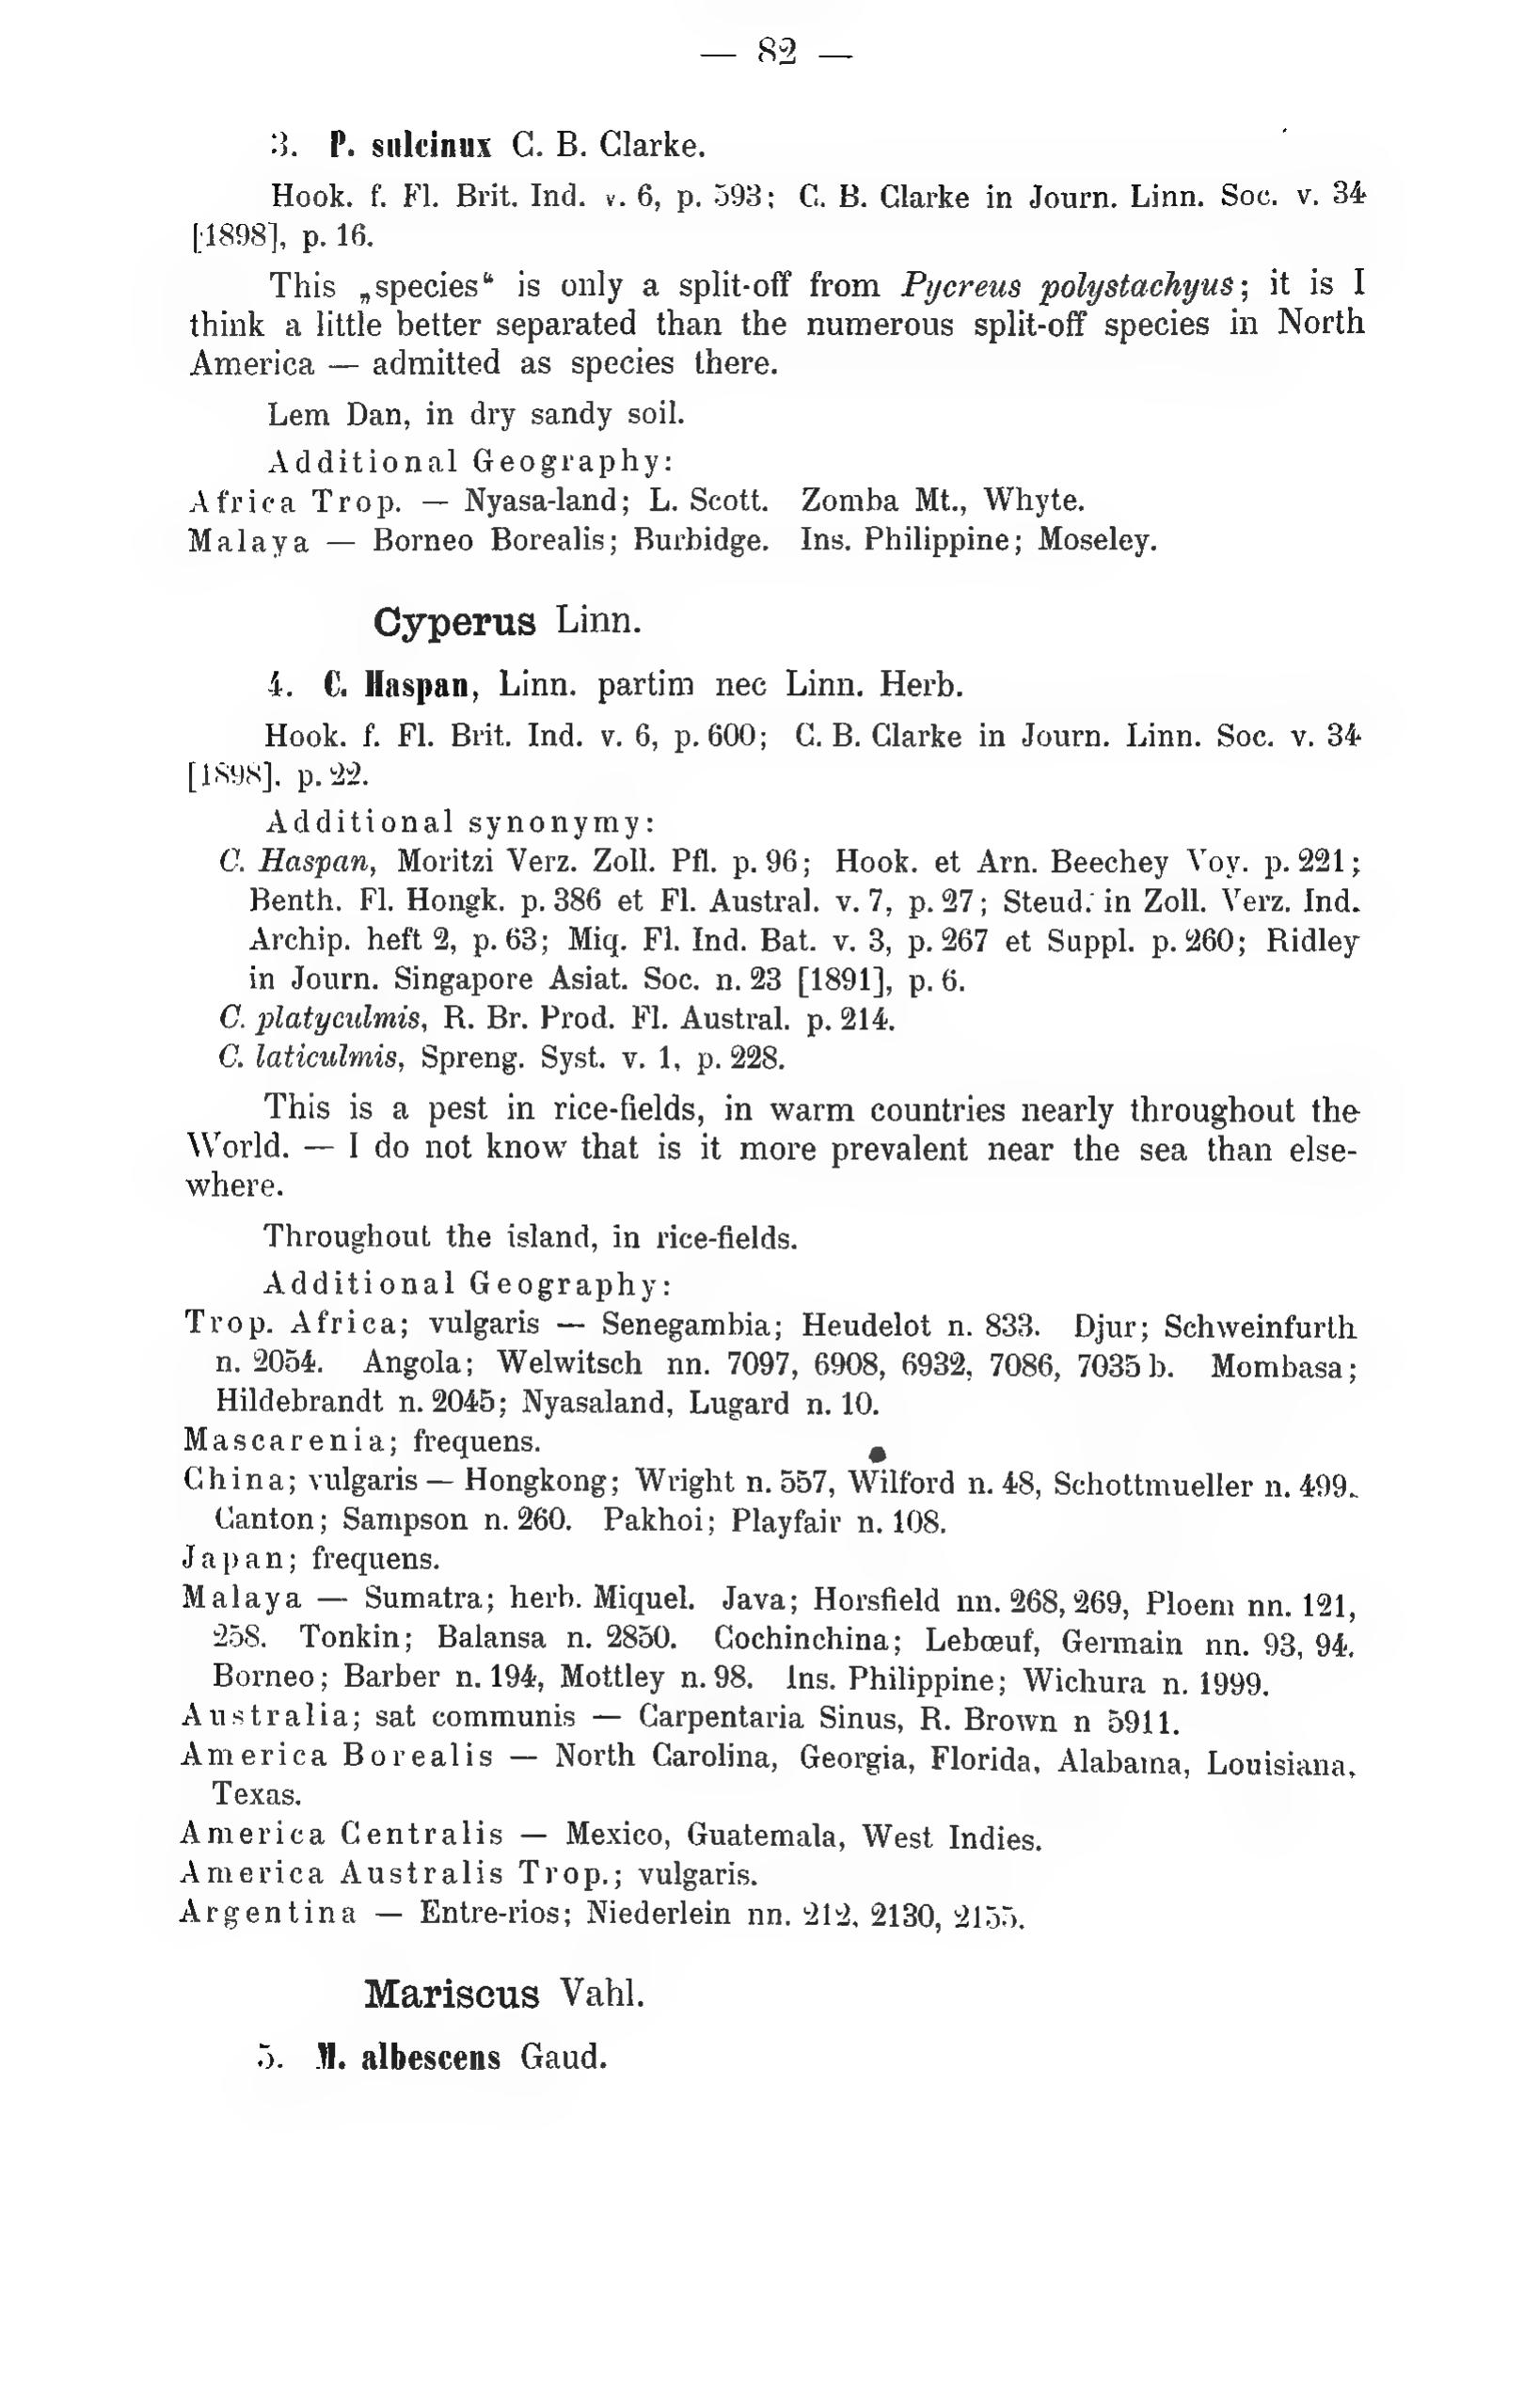 — 82 —
3. P. sulcinux C. B. Clarke.
Hook. f. Fl. Brit. Ind. v. 6, p. 593; C. B. Clarke in Journ. Linn. Soc. v. 34
[1898], p. 16.
This „species“ is only a split-off from Pycreus polystachyus; it is I
think a little better separated than the numerous split-off species in North
America — admitted as species there.
Lem Dan, in dry sandy soil.
Additional Geography:
Africa Trop. — Nyasa-land; L. Scott. Zomba Mt., Whyte.
Malaya — Borneo Borealis; Burbidge. Ins. Philippine; Moseley.
Cyperus Linn.
4. C. Haspan, Linn. partim nec Linn. Herb.
Hook. f. Fl. Brit. Ind. v. 6, p. 600; C. B. Clarke in Journ. Linn. Soc. v. 34
[1898]. p. 22.
Additional synonymy:
C. Haspan, Moritzi Verz. Zoll. Pfl. p. 96; Hook. et Arn. Beechey Voy. p. 221;
Benth. Fl. Hongk. p. 386 et Fl. Austral. v. 7, p. 27; Steud. in Zoll. Verz. Ind.
Archip. heft 2, p. 63; Miq. Fl. Ind. Bat. v. 3, p. 267 et Suppl. p. 260; Ridley
in Journ. Singapore Asiat. Soc. n. 23 [1891], p. 6.
C. platyculmis, R. Br. Prod. Fl. Austral. p. 214.
C. laticulmis, Spreng. Syst. v. 1, p. 228.
This is a pest in rice-fields, in warm countries nearly throughout the
World. — I do not know that is it more prevalent near the sea than else-
where.
Throughout the island, in rice-fields.
Additional Geography:
Trop. Africa; vulgaris — Senegambia; Heudelot n. 833. Djur; Schweinfurth
n. 2054. Angola; Welwitsch nn. 7097, 6908, 6932, 7086, 7035 b. Mombasa;
Hildebrandt n. 2045; Nyasaland, Lugard n. 10.
Mascarenia; frequens.
China; vulgaris — Hongkong; Wright n. 557, Wilford n. 48, Schottmueller n. 499.
Canton; Sampson n. 260. Pakhoi; Playfair n. 108.
Japan; frequens.
Malaya — Sumatra; herb. Miquel. Java; Horsfield nn. 268, 269, Ploem nn. 121,
258. Tonkin; Balansa n. 2850. Cochinchina; Lebœuf, Germain nn. 93, 94.
Borneo; Barber n. 194, Mottley n. 98. Ins. Philippine; Wichura n. 1999.
Australia; sat communis — Carpentaria Sinus, R. Brown n 5911.
America Borealis — North Carolina, Georgia, Florida, Alabama, Louisiana,
Texas.
America Centralis — Mexico, Guatemala, West Indies.
America Australis Trop.; vulgaris.
Argentina — Entre-rios; Niederlein nn. 212, 2130, 2155.
Mariscus Vahl.
5. M. albescens Gaud.